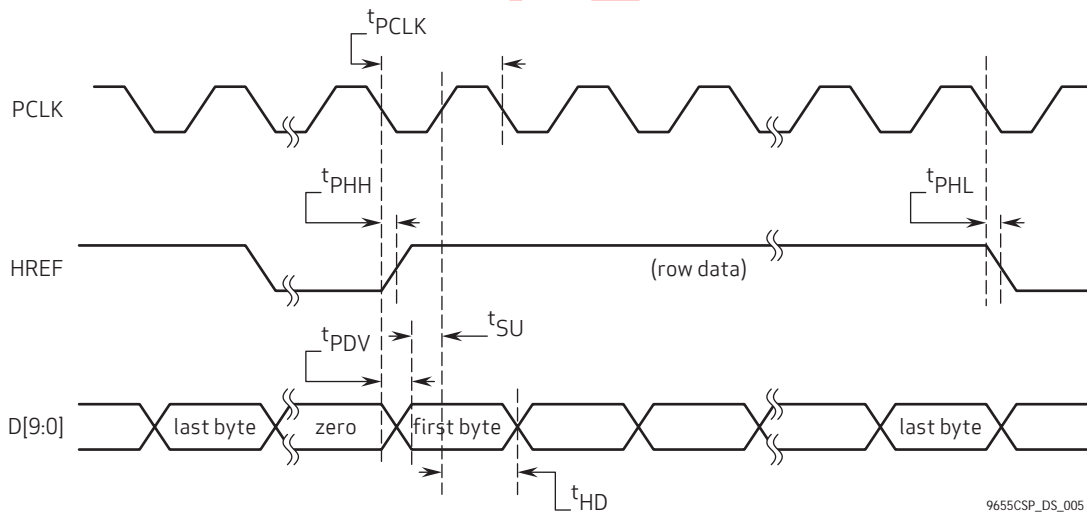 tPCLK
PCLK
tPHH
tPHL
HREF
(row data)
tPDV
tSU
D[9:0]
last byte
zero
first byte
last byte
tHD
9655CSP_DS_005